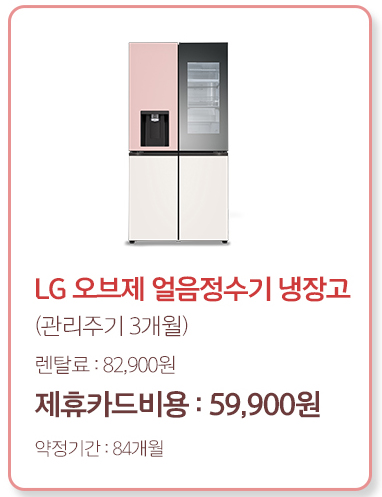 LG 오브제 얼음정수기 냉장고
(관리주기 3개월)
렌탈료 : 82,900원
제휴카드비용 : 59,900원
약정기간 : 84개월